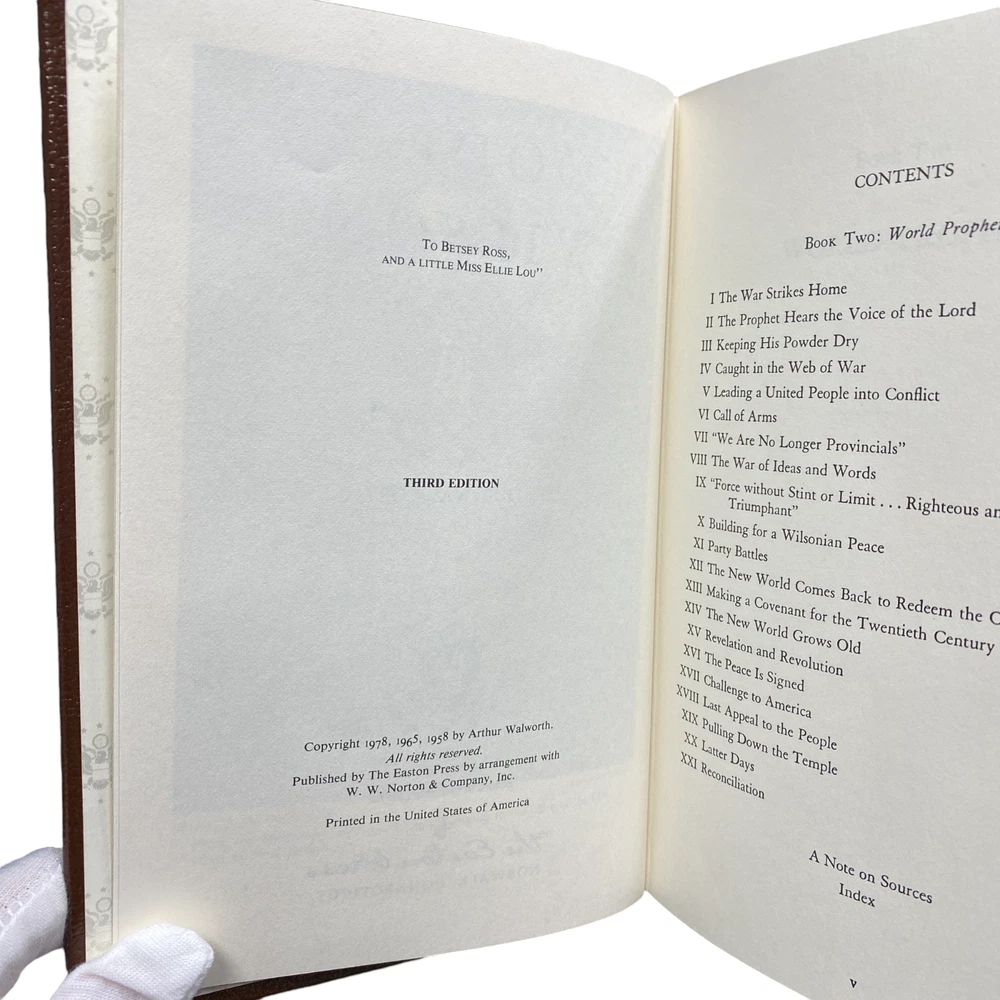 To Betsey Ross,
and a little Miss Ellie Lou"
THIRD EDITION
Copyright 1978, 1965, 1958 by Arthur Walworth.
All rights reserved.
Published by The Easton Press by arrangement with
W. W. Norton & Company, Inc.
Printed in the United States of America
CONTENTS
Book Two: World
I The War Strikes Home
II The Prophet Hears the Voice of the Lord
III Keeping His Powder Dry
IV Caught in the Web of War
V Leading a United People into Conflict
VI Call of Arms
VII "We Are No Longer Provincials"
VIII The War of Ideas and Words
IX "Force without Stint or Limit . . . Righteous
Triumphant"
X Building for a Wilsonian Peace
XI Party Battles
XII The New World Comes Back to Redeem the
XIII Making a Covenant for the Twentieth Century
XIV The New World Grows Old
XV Revelation and Revolution
XVI The Peace Is Signed
XVII Challenge to America
XVIII Last Appeal to the People
XIX Pulling Down the Temple
XX Latter Days
XXI Reconciliation
A Note on Sources
Index
v